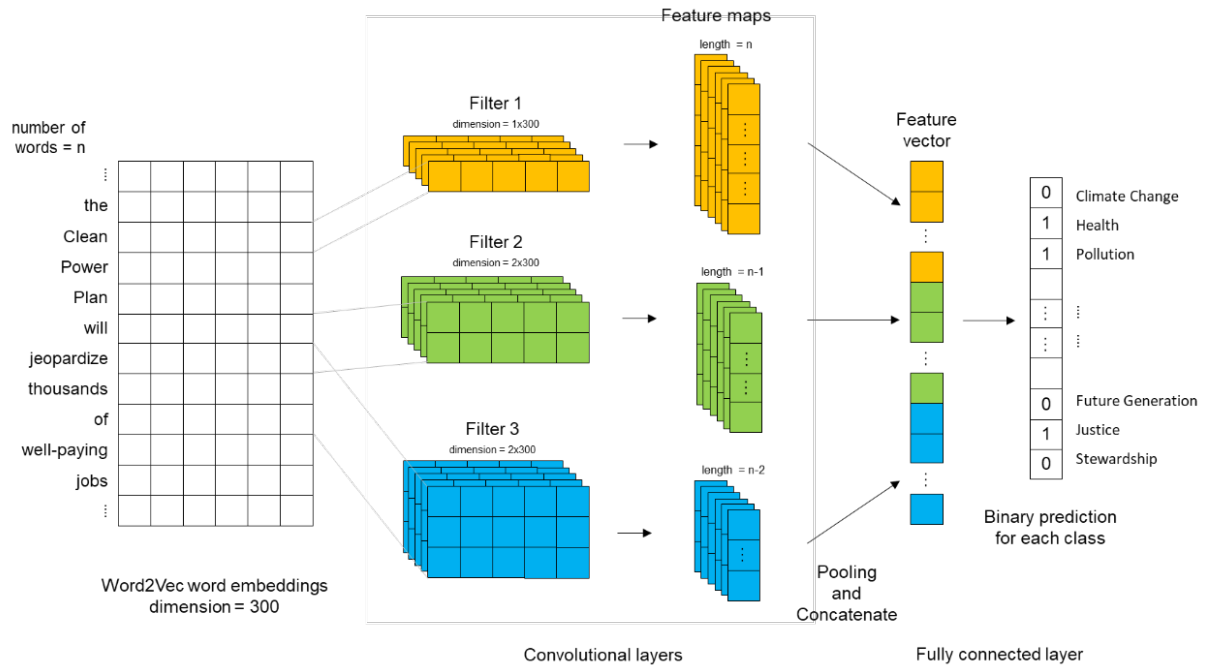 Feature maps
length = n
Filter 1
dimension = 1x300
number of
words = n
⋮
the
Clean
Power
Plan
will
jeopardize
thousands
of
well-paying
jobs
⋮
Word2Vec word embeddings
dimension = 300
⋮
⋮
⋮
Filter 2
dimension = 2x300
length = n-1
⋮
⋮
Filter 3
dimension = 2x300
length = n-2
⋮
Convolutional layers
Pooling
and
Concatenate
Feature
vector
⋮
⋮
⋮
0 Climate Change
1 Health
1 Pollution
⋮ ⋮
⋮ ⋮
0 Future Generation
1 Justice
0 Stewardship
Binary prediction
for each class
Fully connected layer